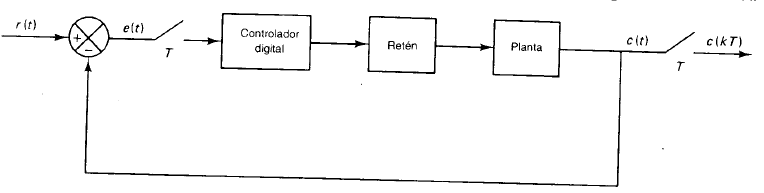 r(t)
+
−
e(t)
T
Controlador
digital
Retén
Planta
c(t)
T
c(kT)